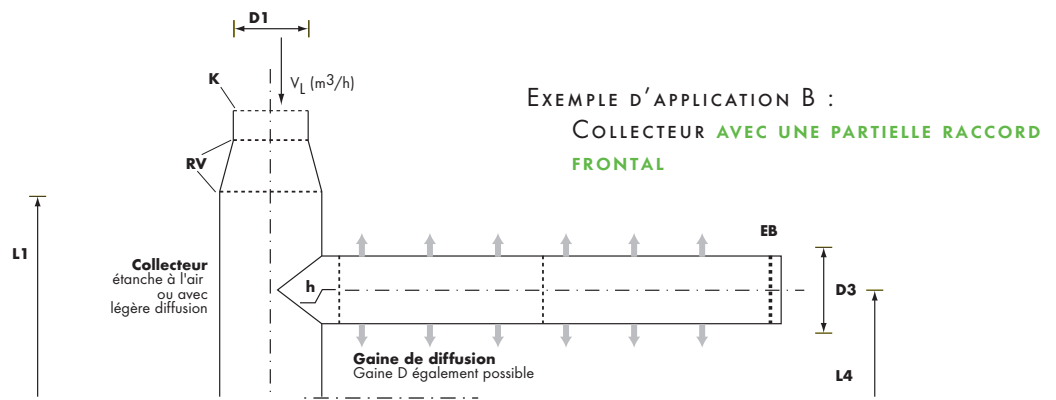 D1
K
VL (m3/h)
EXEMPLE D'APPLICATION B :
COLLECTEUR AVEC UNE PARTIELLE RACCORD
FRONTAL
RV
L1
EB
Collecteur
étanche à l'air
ou avec
légère diffusion
h
D3
Gaine de diffusion
Gaine D également possible
L4